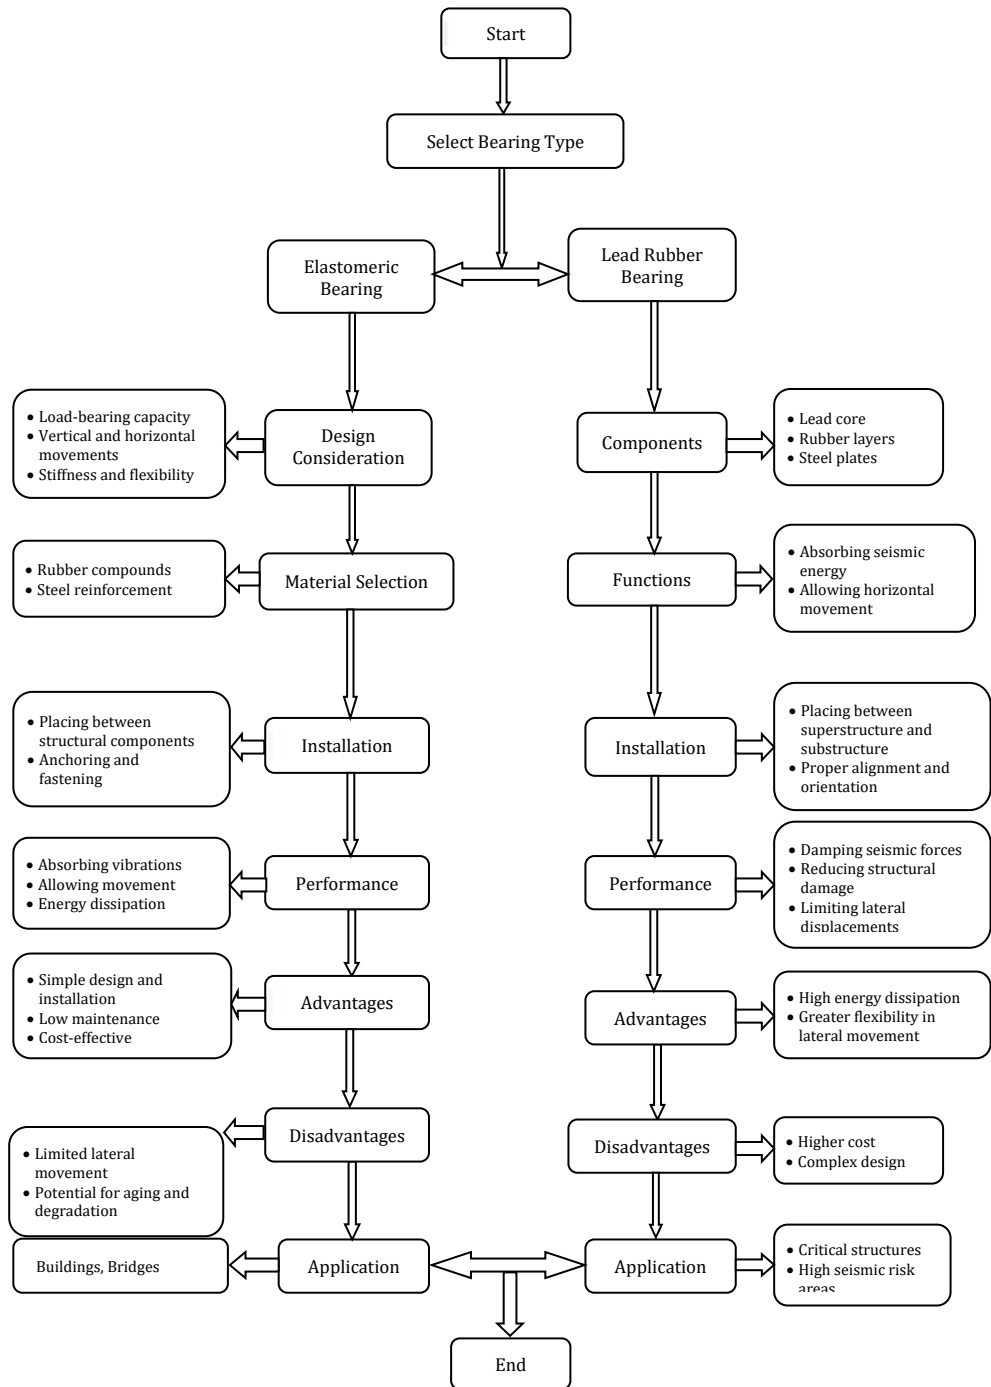 Start
Select Bearing Type
Elastomeric
Bearing
Lead Rubber
Bearing
• Load-bearing capacity
• Vertical and horizontal
movements
• Stiffness and flexibility
Design
Consideration
Components
• Lead core
• Rubber layers
• Steel plates
• Rubber compounds
• Steel reinforcement
Material Selection
Functions
• Absorbing seismic
energy
• Allowing horizontal
movement
• Placing between
structural components
• Anchoring and
fastening
Installation
Installation
• Placing between
superstructure and
substructure
• Proper alignment and
orientation
• Absorbing vibrations
• Allowing movement
• Energy dissipation
Performance
Performance
• Damping seismic forces
• Reducing structural
damage
• Limiting lateral
displacements
• Simple design and
installation
• Low maintenance
• Cost-effective
Advantages
Advantages
• High energy dissipation
• Greater flexibility in
lateral movement
• Limited lateral
movement
• Potential for aging and
degradation
Disadvantages
Disadvantages
• Higher cost
• Complex design
Buildings, Bridges
Application
Application
• Critical structures
• High seismic risk
areas
End